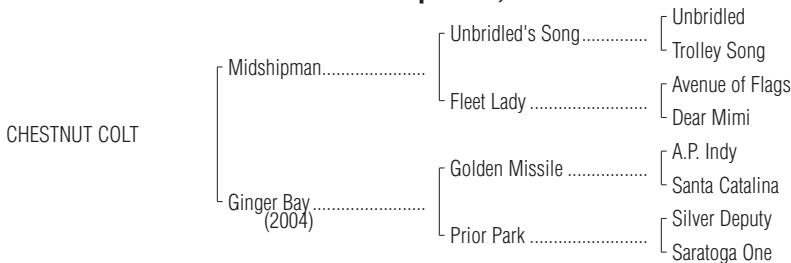 Unbridled
Unbridled's Song..............
Trolley Song
Midshipman......................
Avenue of Flags
Fleet Lady .........................
Dear Mimi
CHESTNUT COLT
A.P. Indy
Golden Missile .................
Santa Catalina
Ginger Bay .......................
(2004)
Silver Deputy
Prior Park .........................
Saratoga One